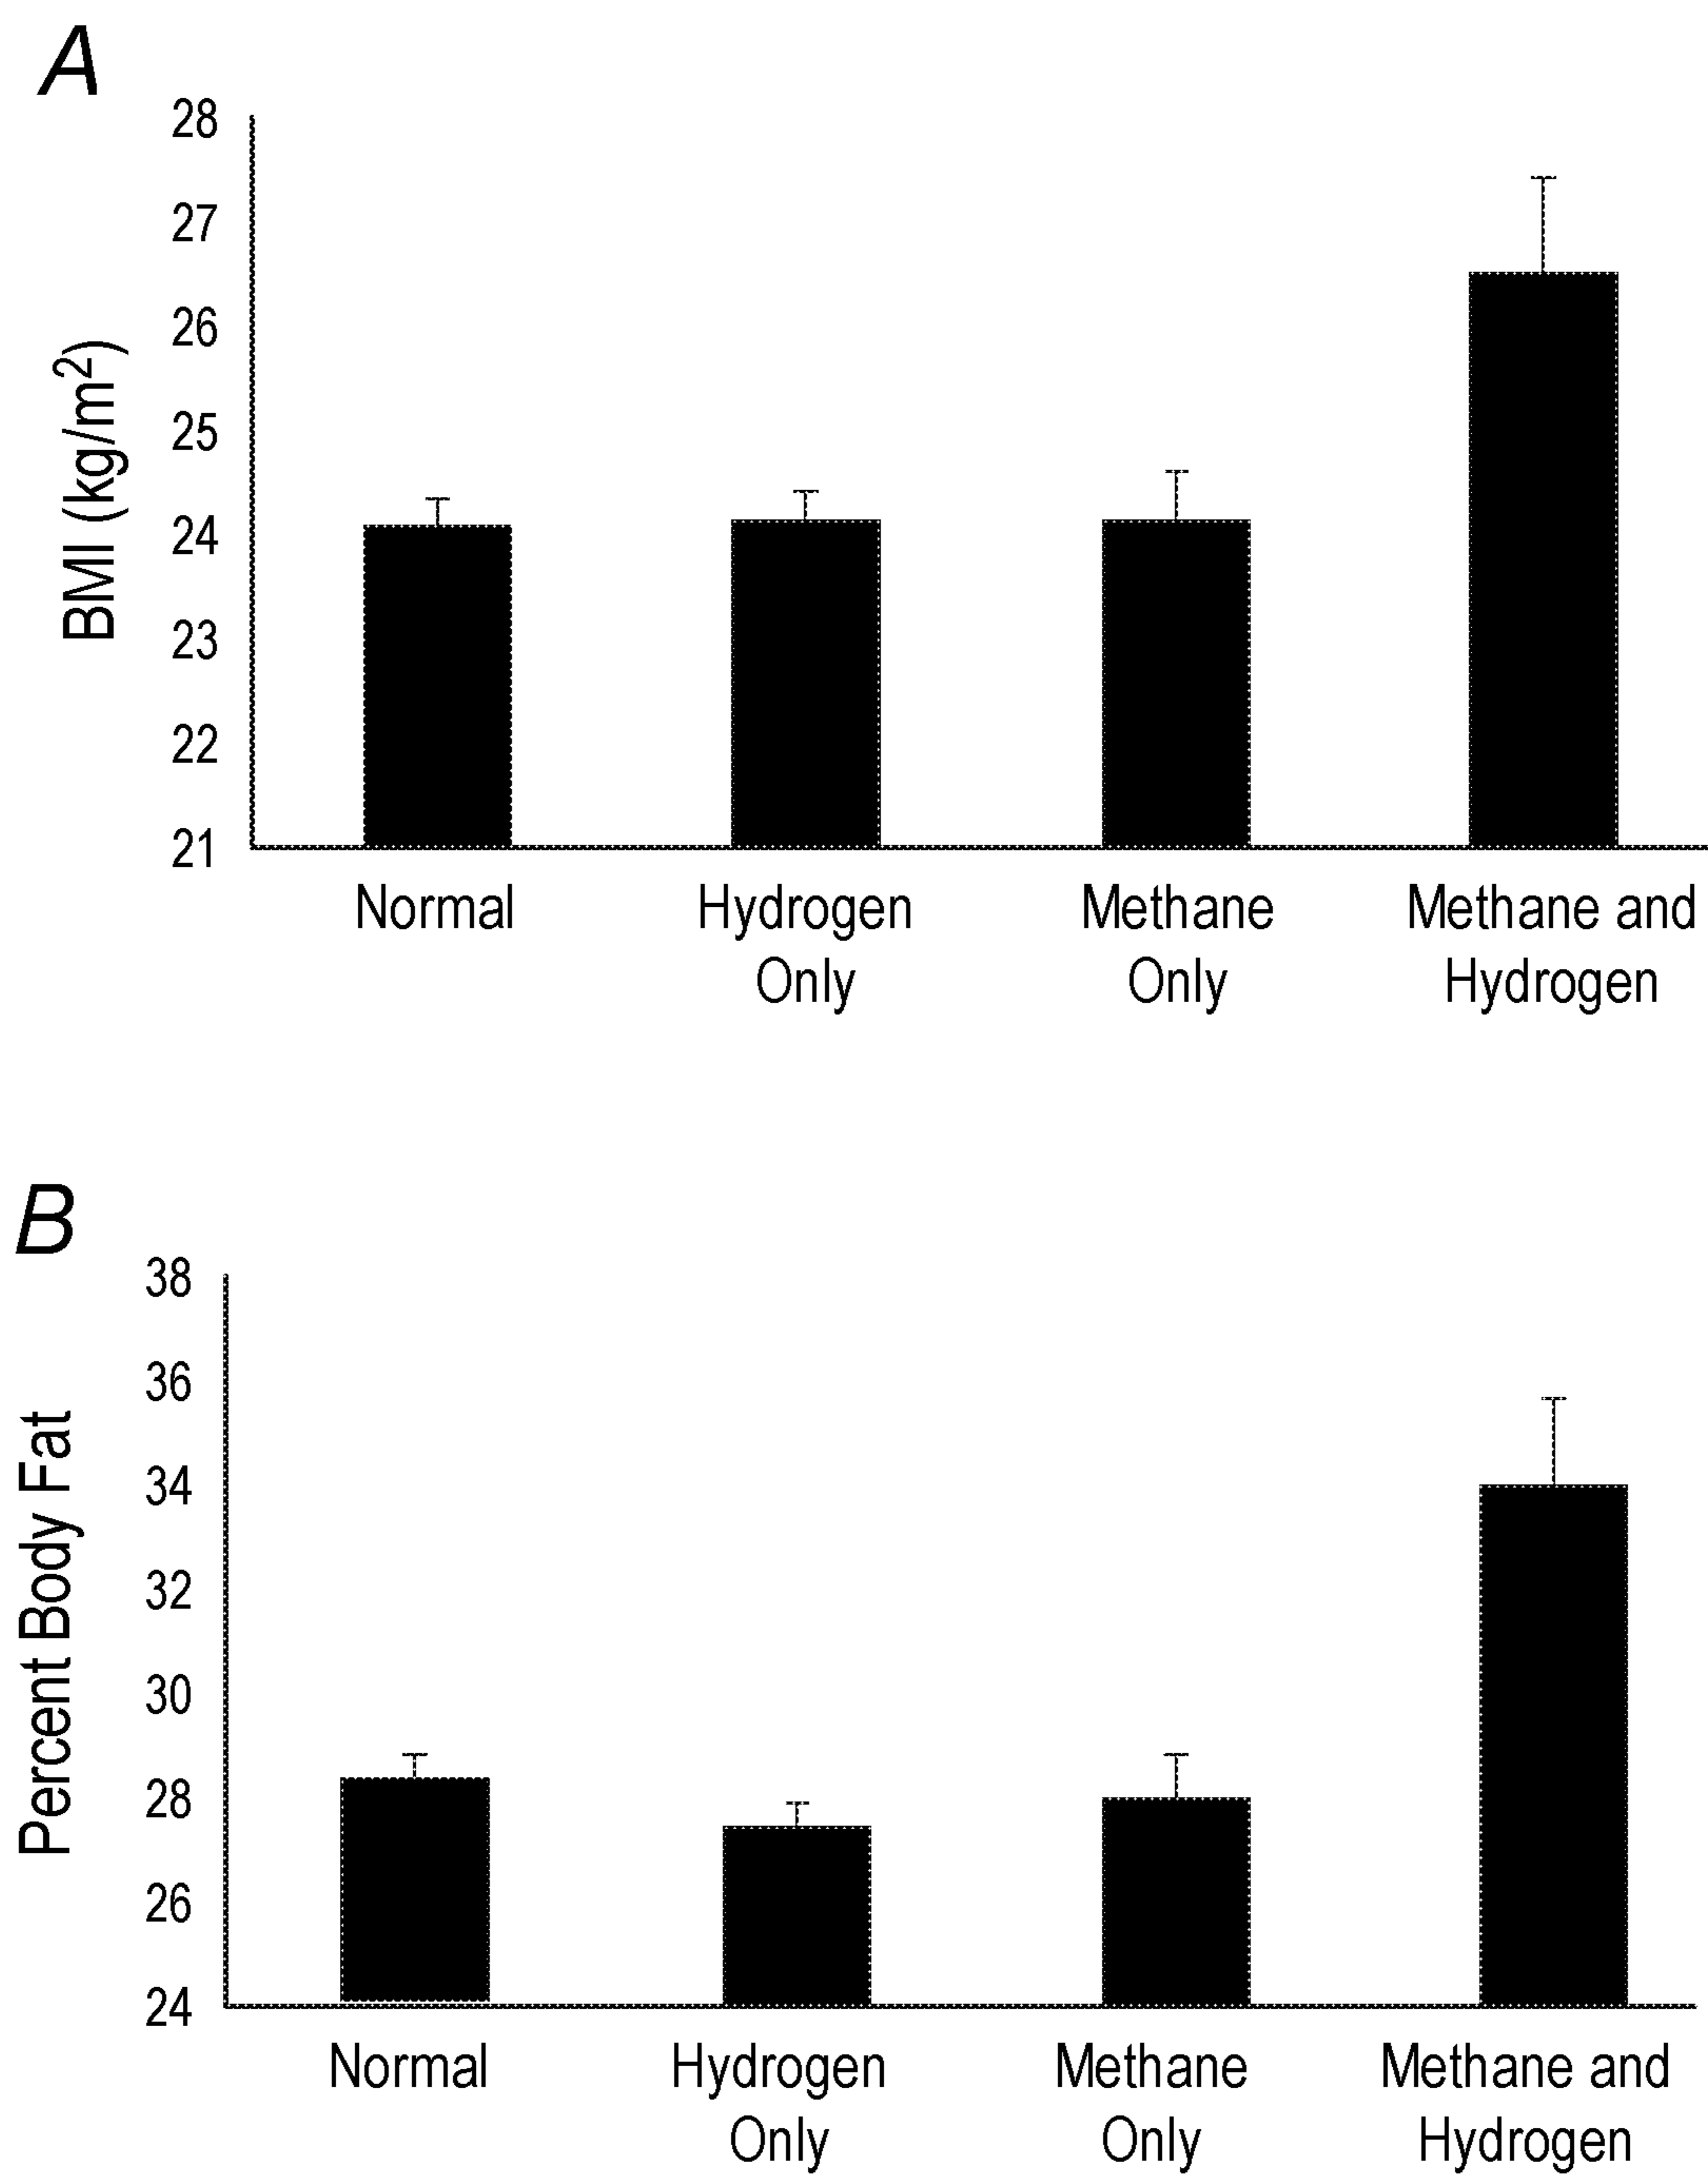 A
28
27
26
25
24
23
22
21
BMI (kg/m²)
Normal
Hydrogen
Only
Methane
Only
Methane and
Hydrogen
B
38
36
34
32
30
28
26
24
Percent Body Fat
Normal
Hydrogen
Only
Methane
Only
Methane and
Hydrogen